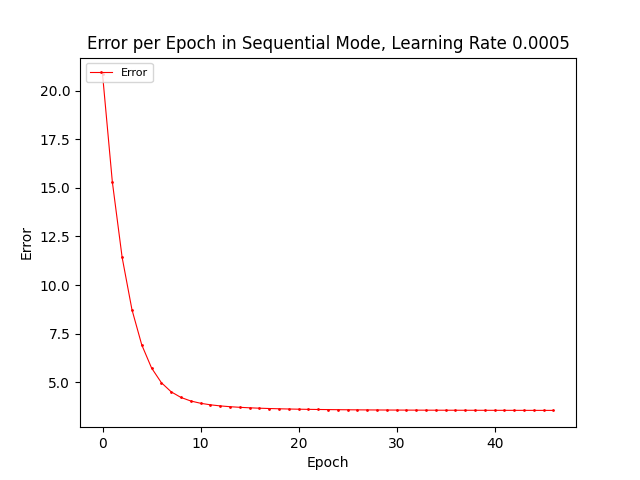 Error per Epoch in Sequential Mode, Learning Rate 0.0005
Error
20.0
17.5
15.0
12.5
10.0
7.5
5.0
Error
0 10 20 30 40
Epoch